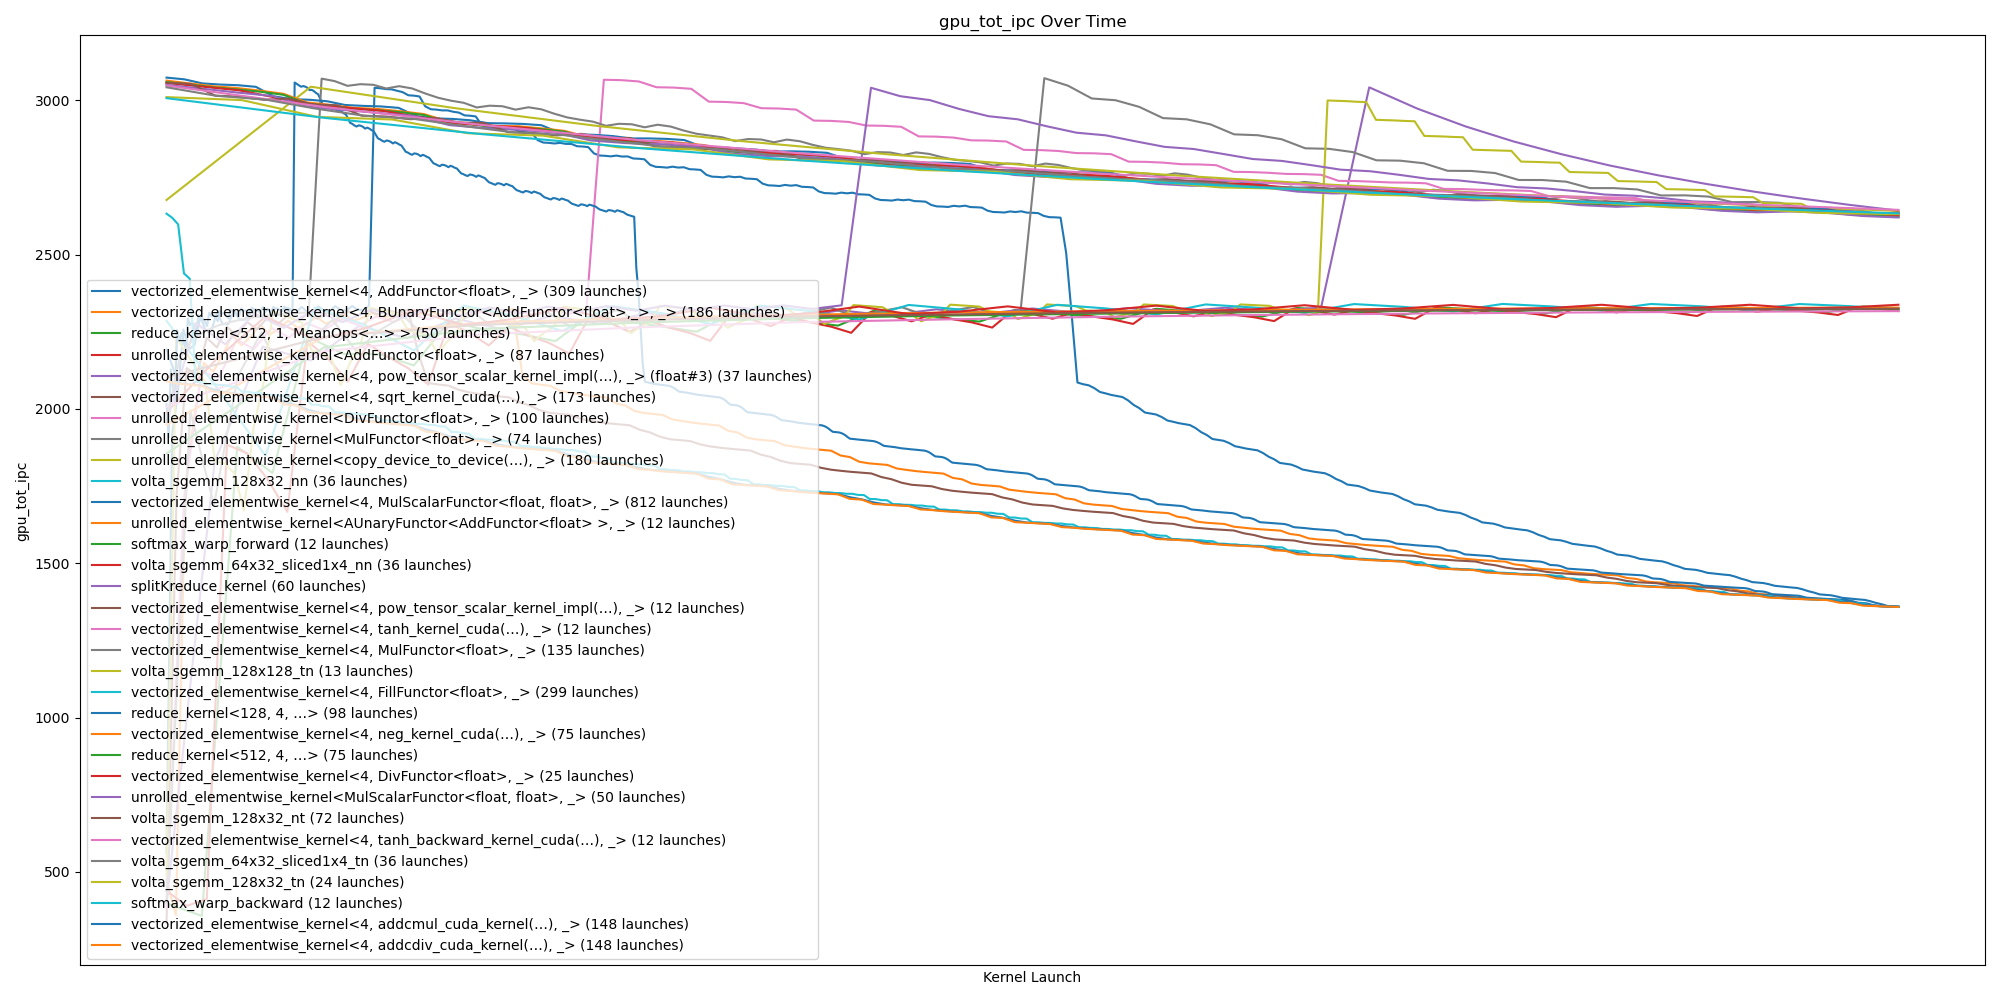 gpu_tot_ipc Over Time
3000
2500
2000
1500
1000
500
gpu_tot_ipc
Kernel Launch
vectorized_elementwise_kernel<4, AddFunctor<float>, _> (309 launches)
vectorized_elementwise_kernel<4, BUnaryFunctor<AddFunctor<float>,_>, _> (186 launches)
reduce_kernel<512, 1, MeanOps<...> > (50 launches)
unrolled_elementwise_kernel<AddFunctor<float>, _> (87 launches)
vectorized_elementwise_kernel<4, pow_tensor_scalar_kernel_impl(...), _> (float#3) (37 launches)
vectorized_elementwise_kernel<4, sqrt_kernel_cuda(...), _> (173 launches)
unrolled_elementwise_kernel<DivFunctor<float>, _> (100 launches)
unrolled_elementwise_kernel<MulFunctor<float>, _> (74 launches)
unrolled_elementwise_kernel<copy_device_to_device(...), _> (180 launches)
volta_sgemm_128x32_nn (36 launches)
vectorized_elementwise_kernel<4, MulScalarFunctor<float, float>, _> (812 launches)
unrolled_elementwise_kernel<AUnaryFunctor<AddFunctor<float> >, _> (12 launches)
softmax_warp_forward (12 launches)
volta_sgemm_64x32_sliced1x4_nn (36 launches)
splitKreduce_kernel (60 launches)
vectorized_elementwise_kernel<4, pow_tensor_scalar_kernel_impl(...), _> (12 launches)
vectorized_elementwise_kernel<4, tanh_kernel_cuda(...), _> (12 launches)
vectorized_elementwise_kernel<4, MulFunctor<float>, _> (135 launches)
volta_sgemm_128x128_tn (13 launches)
vectorized_elementwise_kernel<4, FillFunctor<float>, _> (299 launches)
reduce_kernel<128, 4, ...> (98 launches)
vectorized_elementwise_kernel<4, neg_kernel_cuda(...), _> (75 launches)
reduce_kernel<512, 4, ...> (75 launches)
vectorized_elementwise_kernel<4, DivFunctor<float>, _> (25 launches)
unrolled_elementwise_kernel<MulScalarFunctor<float, float>, _> (50 launches)
volta_sgemm_128x32_nt (72 launches)
vectorized_elementwise_kernel<4, tanh_backward_kernel_cuda(...), _> (12 launches)
volta_sgemm_64x32_sliced1x4_tn (36 launches)
volta_sgemm_128x32_tn (24 launches)
softmax_warp_backward (12 launches)
vectorized_elementwise_kernel<4, addcmul_cuda_kernel(...), _> (148 launches)
vectorized_elementwise_kernel<4, addcdiv_cuda_kernel(...), _> (148 launches)